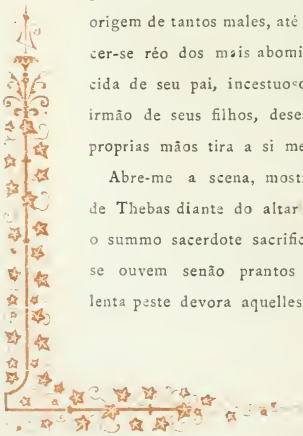 origem de tantos males, até
cer-se réo dos mais abomi
cida de seu pai, incestuoso
irmão de seus filhos, dese
proprias mãos tira a si me
Abre-me a scena, most
de Thebas diante do altar
o summo sacerdote sacrific
se ouvem senão prantos
lenta peste devora aquelles